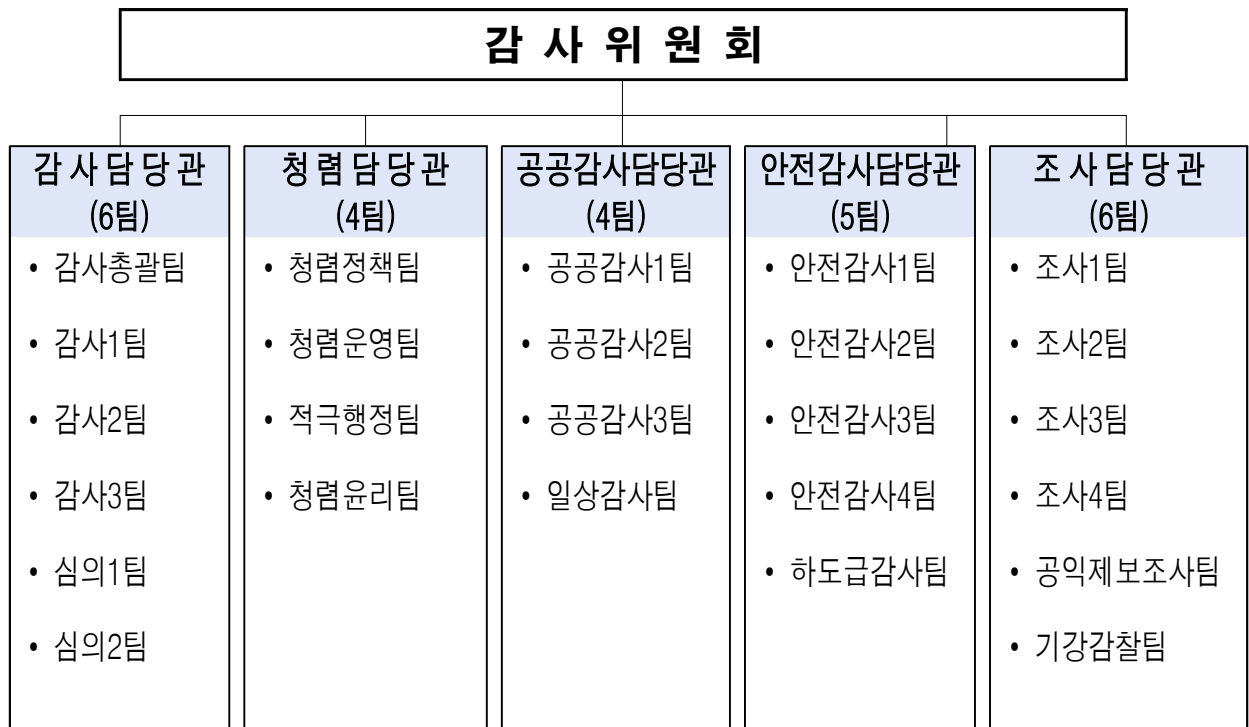 감 사 위 원 회
감 사 담 당 관
(6팀)
• 감사총괄팀
• 감사1팀
• 감사2팀
• 감사3팀
• 심의1팀
• 심의2팀
청 렴 담 당 관
(4팀)
• 청렴정책팀
• 청렴운영팀
• 적극행정팀
• 청렴윤리팀
공공감사담당관
(4팀)
• 공공감사1팀
• 공공감사2팀
• 공공감사3팀
• 일상감사팀
안전감사담당관
(5팀)
• 안전감사1팀
• 안전감사2팀
• 안전감사3팀
• 안전감사4팀
• 하도급감사팀
조 사 담 당 관
(6팀)
• 조사1팀
• 조사2팀
• 조사3팀
• 조사4팀
• 공익제보조사팀
• 기강감찰팀